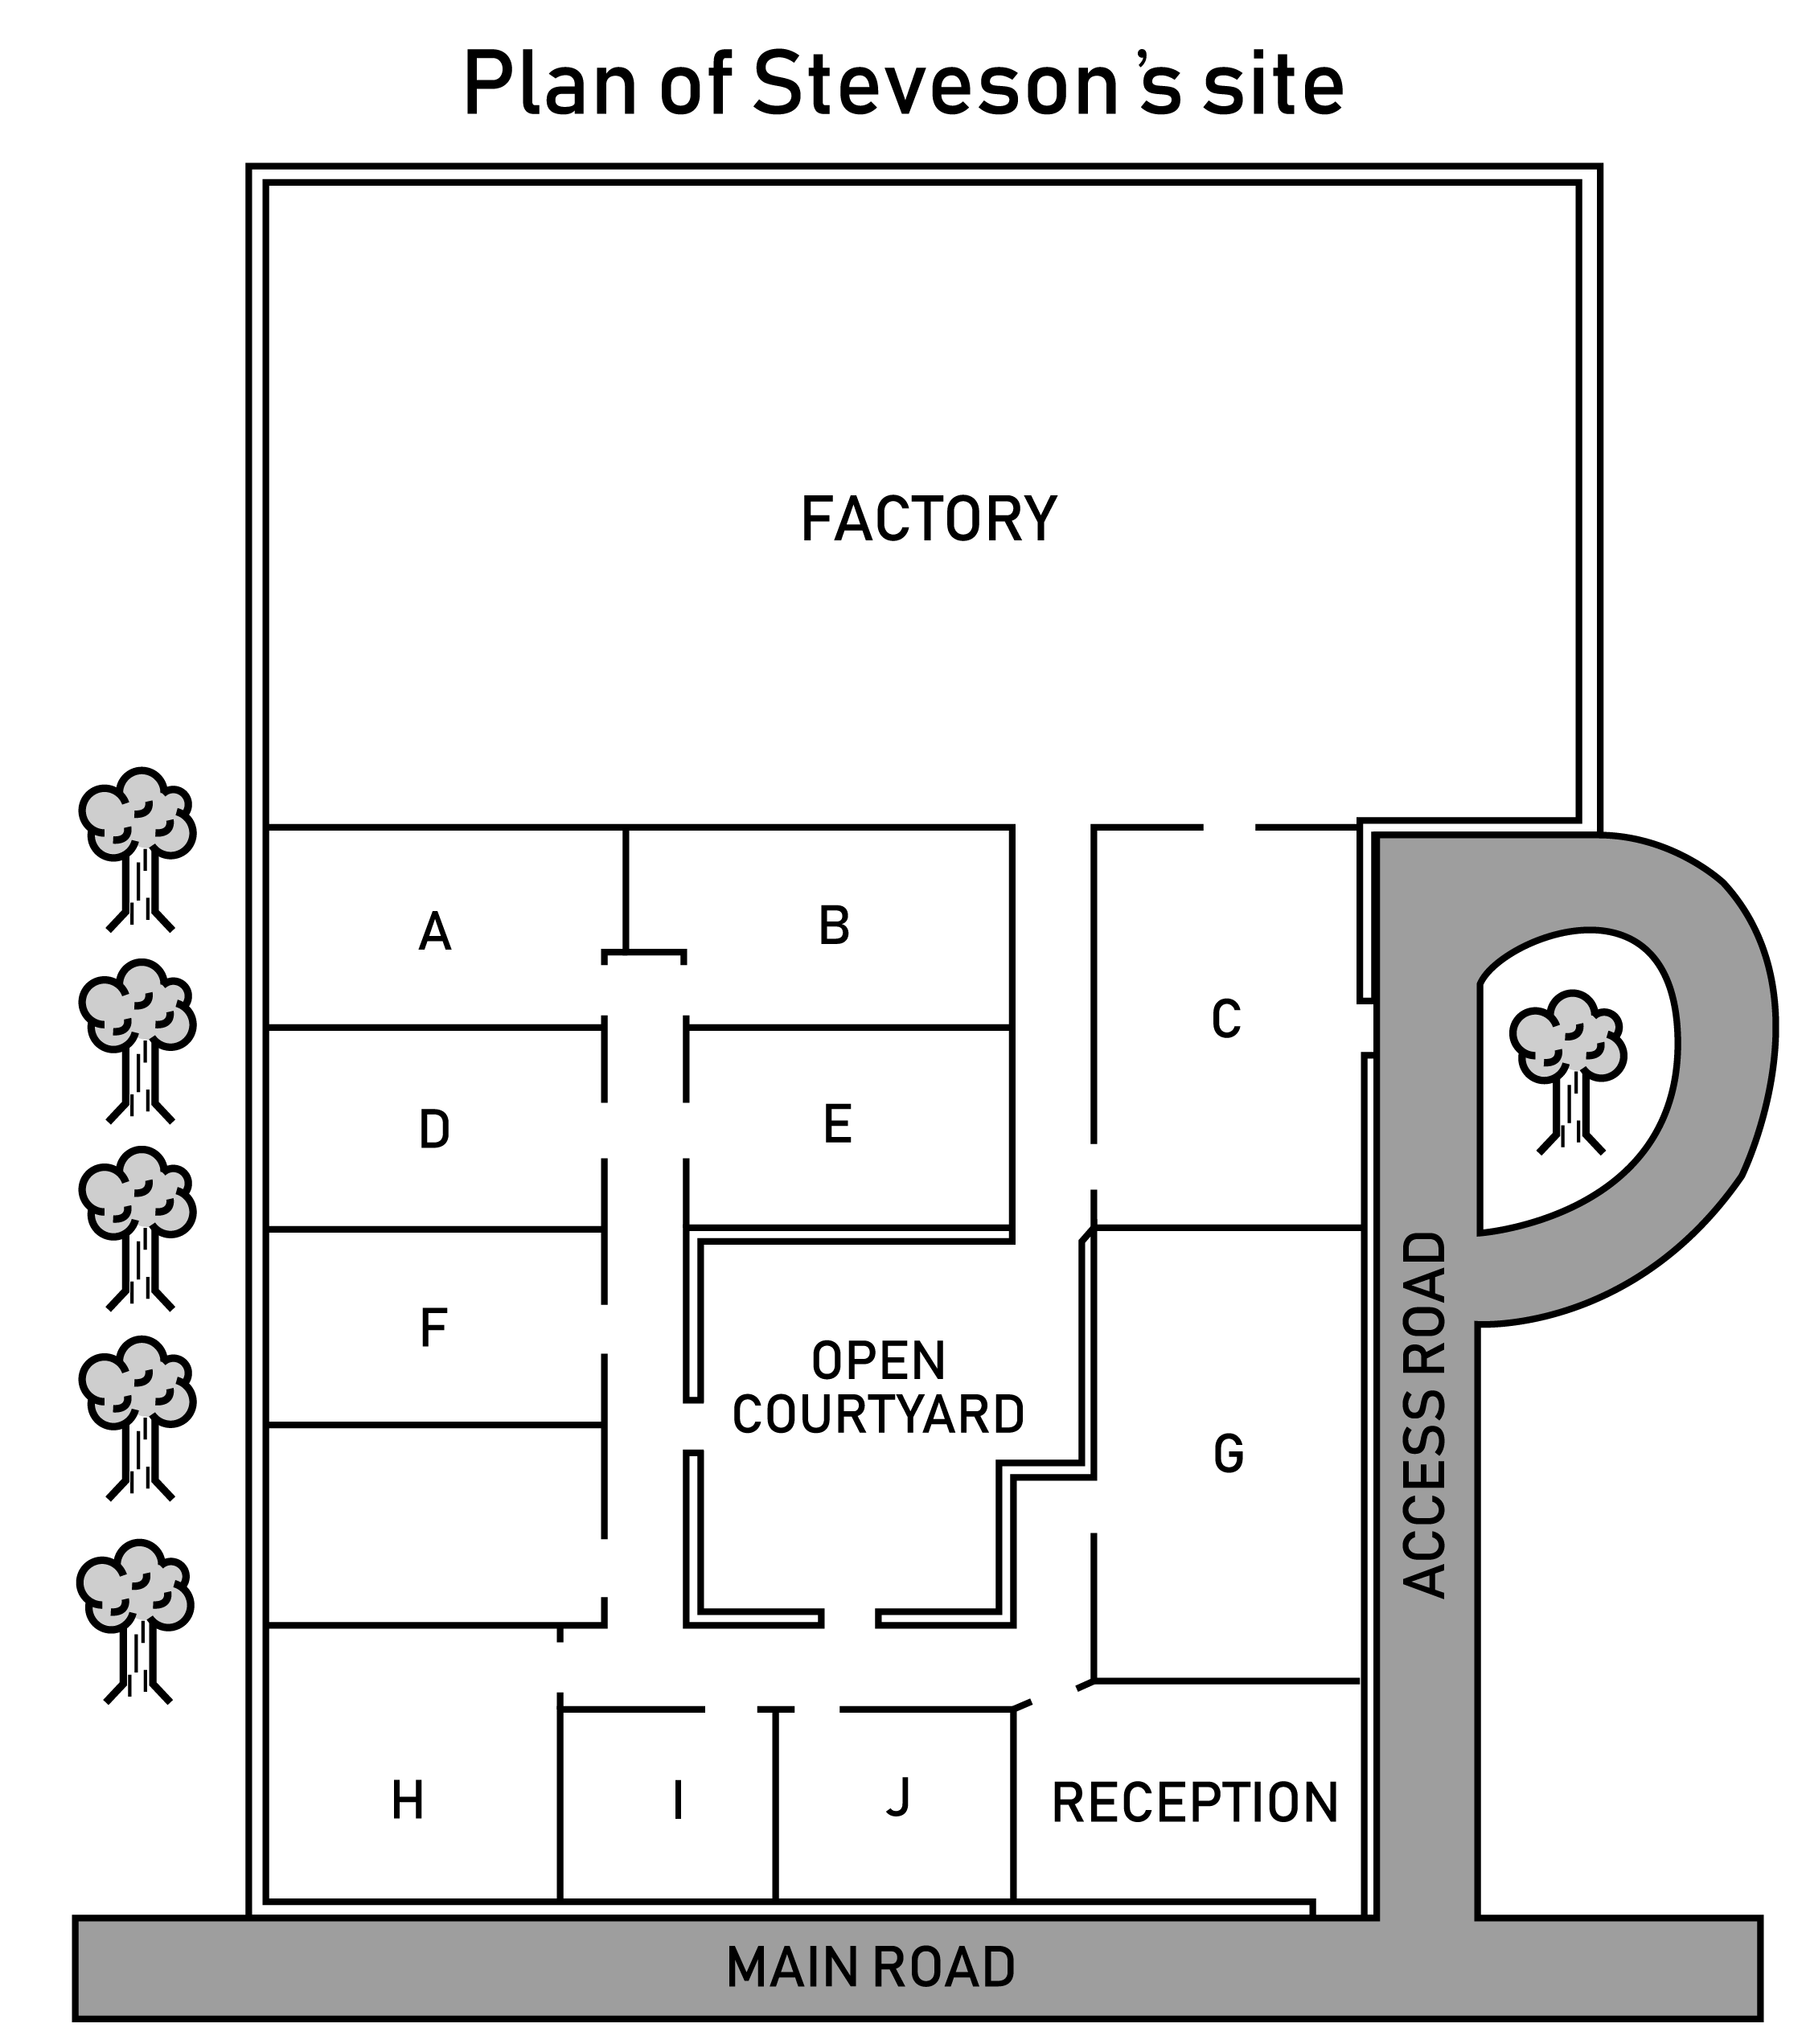 Plan of Steveson's site
FACTORY
A
B
C
D
E
F
OPEN
COURTYARD
G
ACCESS ROAD
H
I
J
RECEPTION
MAIN ROAD